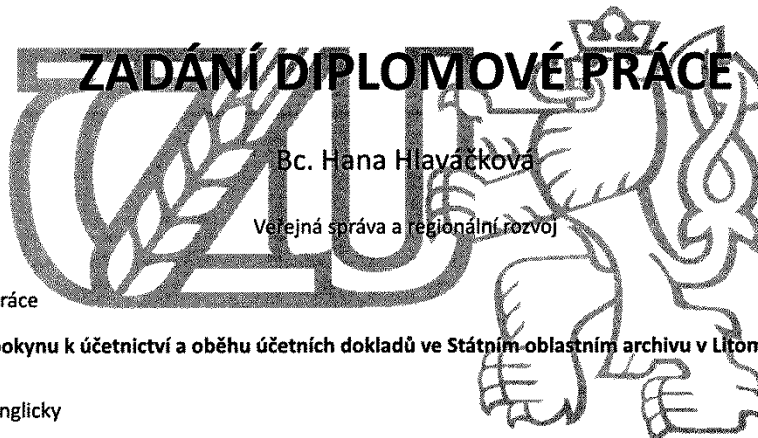 ZADÁNÍ DIPLOMOVÉ PRÁCE
Bc. Hana Hlaváčková
Veřejná správa a regionální rozvoj
ráce
okynu k účetnictví a oběhu účetních dokladů ve Státním oblastním archivu v Litom
nglicky